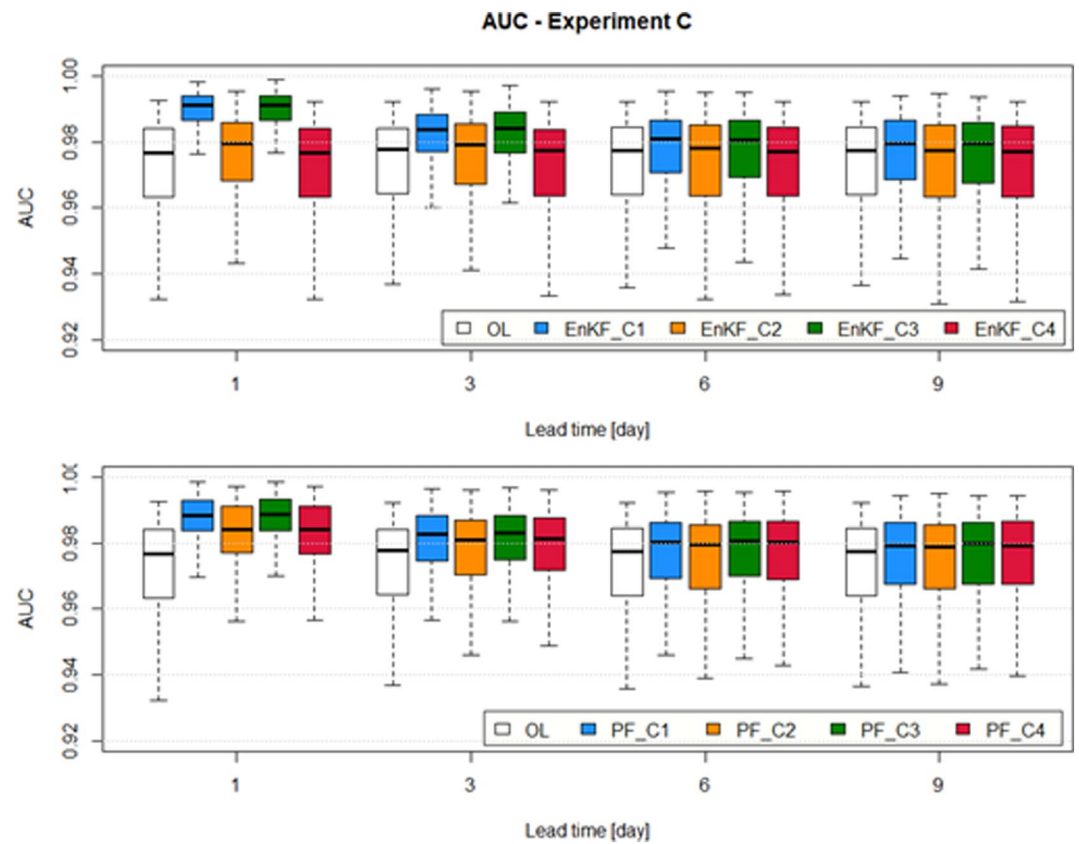 AUC - Experiment C
1.00
0.98
0.96
0.94
0.92
AUC
OL EnKF_C1 EnKF_C2 EnKF_C3 EnKF_C4
1 3 6 9
Lead time [day]
1.00
0.98
0.96
0.94
0.92
AUC
OL PF_C1 PF_C2 PF_C3 PF_C4
1 3 6 9
Lead time [day]